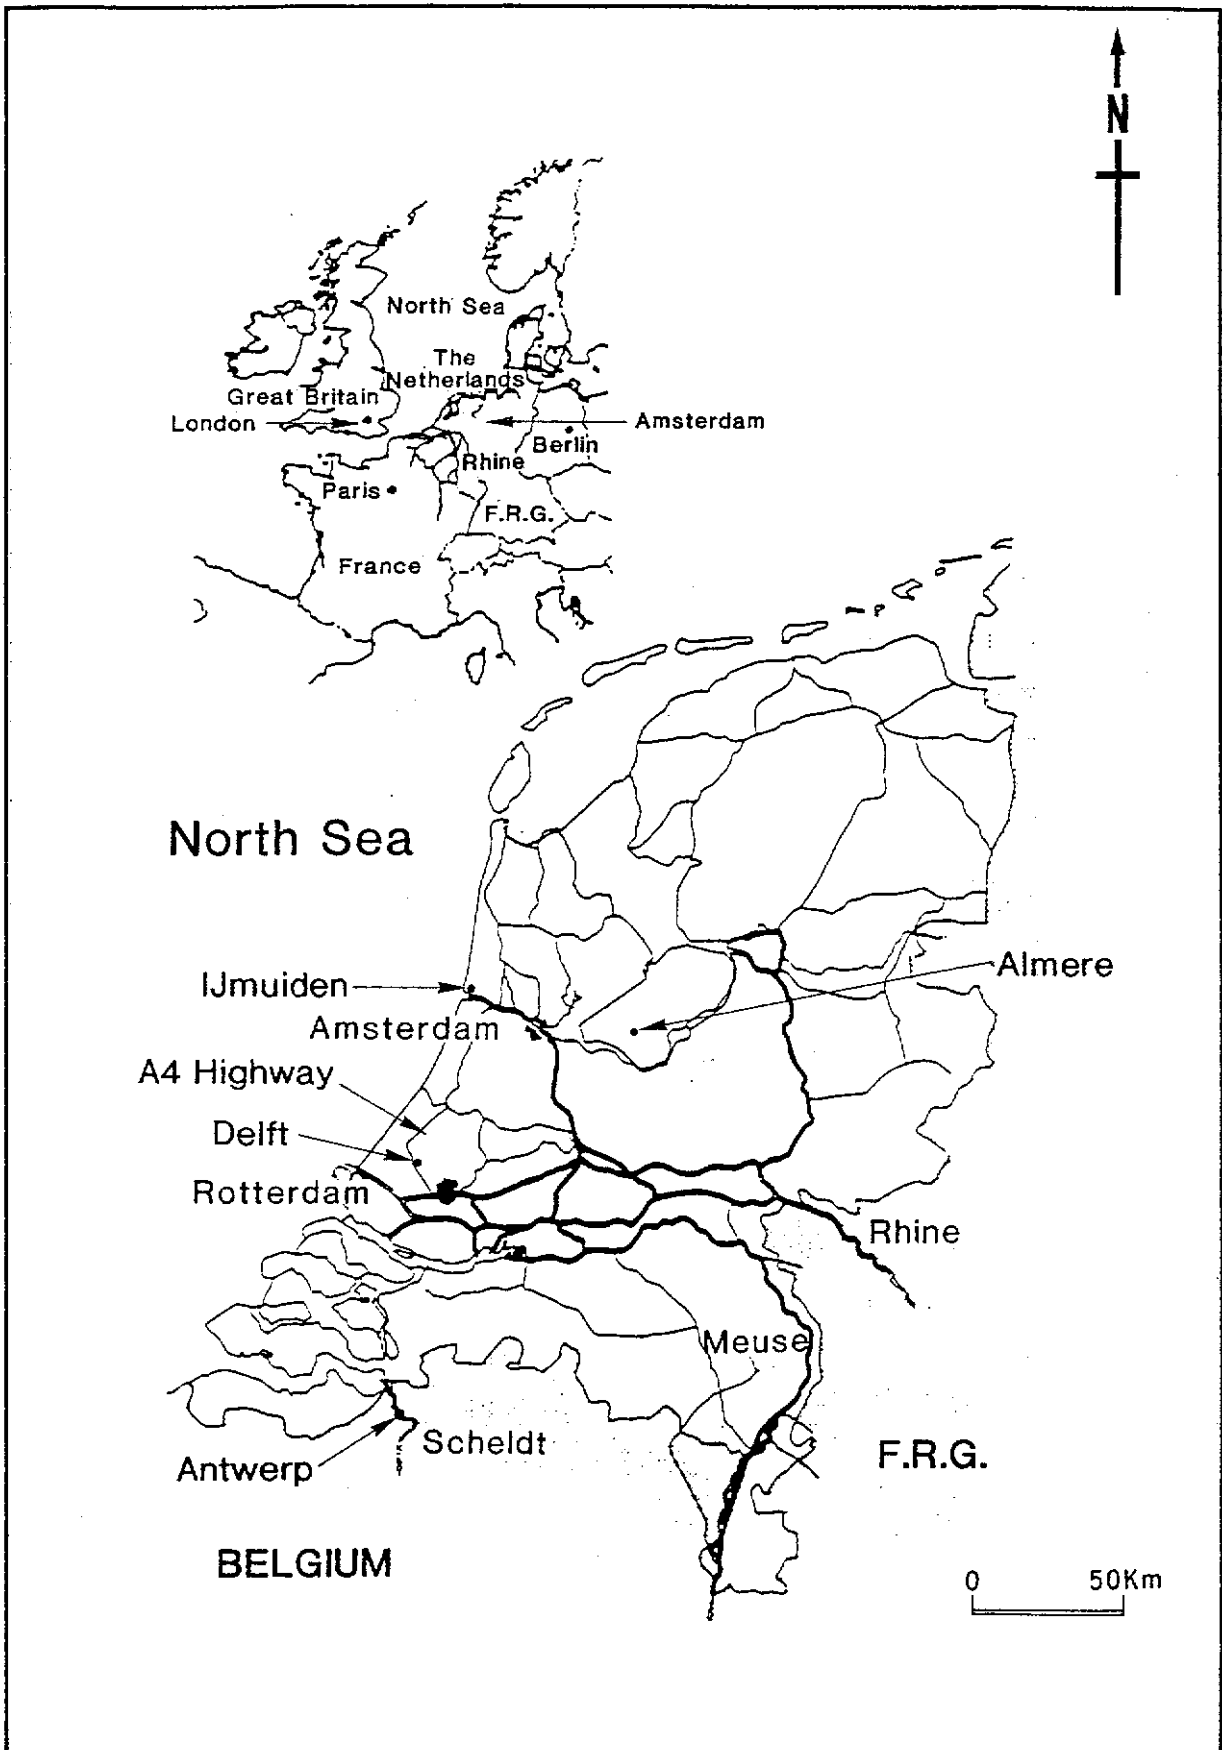 N
North Sea
The
Netherlands
Great Britain
London
Amsterdam
Berlin
Rhine
Paris
F.R.G.
France
North Sea
Almere
IJmuiden
Amsterdam
A4 Highway
Delft
Rotterdam
Rhine
Meuse
Scheldt
F.R.G.
Antwerp
BELGIUM
0 50Km